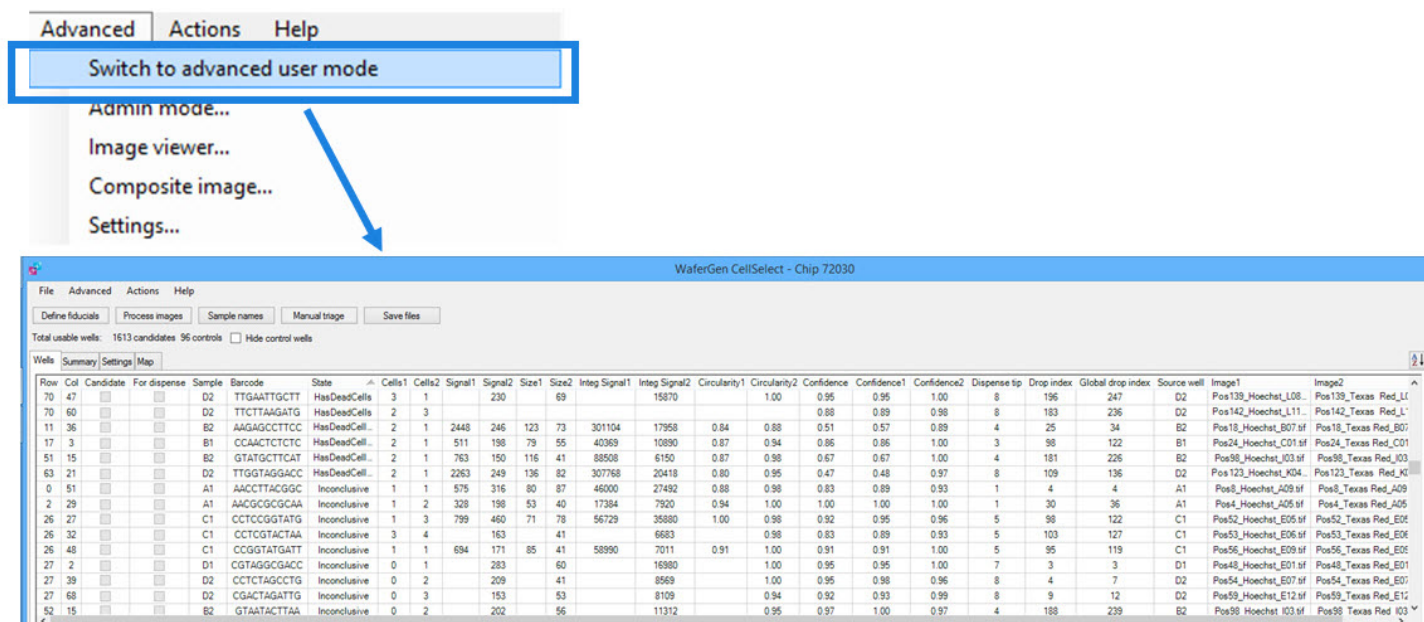 Advanced Actions Help
Switch to advanced user mode
Admin mode...
Image viewer...
Composite image...
Settings...
WaferGen CellSelect - Chip 72030
File Advanced Actions Help
Define fiducials Process images Sample names Manual triage Save files
Total usable wells: 1613 candidates 96 controls Hide control wells
Wells Summary Settings Map
Row Col Candidate For dispense Sample Barcode State Cells1 Cells2 Signal1 Signal2 Size1 Size2 Integ Signal1 Integ Signal2 Circularity1 Circularity2 Confidence Confidence1 Confidence2 Dispense tip Drop index Global drop index Source well Image1 Image2
70 47 D2 TTGAATTGCTT HasDeadCells 3 1 230 69 15870 1.00 0.95 0.95 1.00 8 196 247 D2 Pos139_Hoechst_L08... Pos139_Texas Red_L0
70 60 D2 TTCTTAAGATG HasDeadCells 2 3 0.88 0.89 0.98 8 183 236 D2 Pos142_Hoechst_L11... Pos142_Texas Red_L1
11 36 B2 AAGAGCCTTCC HasDeadCell... 2 1 2448 246 123 73 301104 17958 0.84 0.88 0.51 0.57 0.89 4 25 34 B2 Pos18_Hoechst_B07.tif Pos18_Texas Red_B07
17 3 B1 CCAACTCTCTC HasDeadCell... 2 1 511 198 79 55 40369 10890 0.87 0.94 0.86 0.86 1.00 3 98 122 B1 Pos24_Hoechst_C01.tif Pos24_Texas Red_C01
51 15 B2 GTATGCTTCAT HasDeadCell... 2 1 763 150 116 41 88508 6150 0.87 0.98 0.67 0.67 1.00 4 181 226 B2 Pos98_Hoechst_I03.tif Pos98_Texas Red_I03
63 21 D2 TTGGTAGGACC HasDeadCell... 2 1 2263 249 136 82 307768 20418 0.80 0.95 0.47 0.48 0.97 8 109 136 D2 Pos123_Hoechst_K04... Pos123_Texas Red_K0
0 51 A1 AACCTTACGGC Inconclusive 1 1 575 316 80 87 46000 27492 0.88 0.98 0.83 0.89 0.93 1 4 4 A1 Pos8_Hoechst_A09.tif Pos8_Texas Red_A09
2 29 A1 AACGCGCGCAA Inconclusive 1 2 328 198 53 40 17384 7920 0.94 1.00 1.00 1.00 1.00 1 30 36 A1 Pos4_Hoechst_A05.tif Pos4_Texas Red_A05
26 27 C1 CCTCCGGTATG Inconclusive 1 3 799 460 71 78 56729 35880 1.00 0.98 0.92 0.95 0.96 5 98 122 C1 Pos52_Hoechst_E05.tif Pos52_Texas Red_E05
26 32 C1 CCTCGTACTAA Inconclusive 3 4 163 41 6683 0.98 0.83 0.89 0.93 5 103 127 C1 Pos53_Hoechst_E06.tif Pos53_Texas Red_E06
26 48 C1 CCGGTATGATT Inconclusive 1 1 694 171 85 41 58990 7011 0.91 1.00 0.91 0.91 1.00 5 95 119 C1 Pos56_Hoechst_E09.tif Pos56_Texas Red_E09
27 2 D1 CGTAGGCGACC Inconclusive 0 1 283 60 16980 1.00 0.95 0.95 1.00 7 3 3 D1 Pos48_Hoechst_E01.tif Pos48_Texas Red_E01
27 39 D2 CCTCTAGCCTG Inconclusive 0 2 209 41 8569 1.00 0.95 0.98 0.96 8 4 7 D2 Pos54_Hoechst_E07.tif Pos54_Texas Red_E07
27 68 D2 CGACTAGATTG Inconclusive 0 3 153 53 8109 0.94 0.92 0.93 0.99 8 9 12 D2 Pos59_Hoechst_E12.tif Pos59_Texas Red_E12
52 15 B2 GTAATACTTAA Inconclusive 0 2 202 56 11312 0.95 0.97 1.00 0.97 4 188 239 B2 Pos98 Hoechst I03.tif Pos98 Texas Red I03